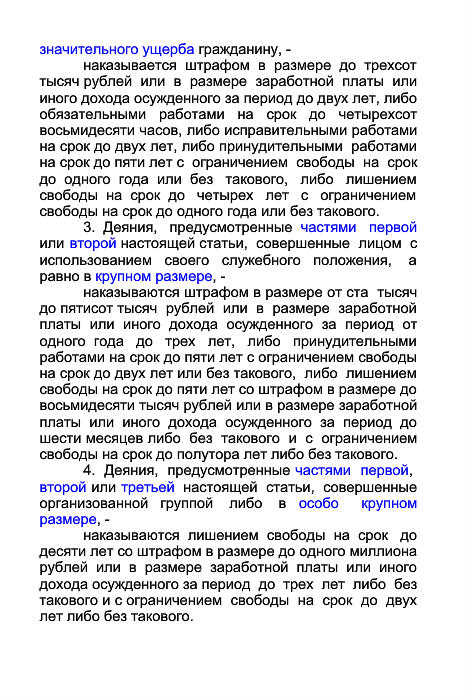 значительного ущерба гражданину, -
наказывается штрафом в размере до трехсот
тысяч рублей или в размере заработной платы или
иного дохода осужденного за период до двух лет, либо
обязательными работами на срок до четырехсот
восьмидесяти часов, либо исправительными работами
на срок до двух лет, либо принудительными работами
на срок до пяти лет с ограничением свободы на срок
до одного года или без такового, либо лишением
свободы на срок до четырех лет с ограничением
свободы на срок до одного года или без такового.
3. Деяния, предусмотренные частями первой
или второй настоящей статьи, совершенные лицом с
использованием своего служебного положения, а
равно в крупном размере, -
наказываются штрафом в размере от ста тысяч
до пятисот тысяч рублей или в размере заработной
платы или иного дохода осужденного за период от
одного года до трех лет, либо принудительными
работами на срок до пяти лет с ограничением свободы
на срок до двух лет или без такового, либо лишением
свободы на срок до пяти лет со штрафом в размере до
восьмидесяти тысяч рублей или в размере заработной
платы или иного дохода осужденного за период до
шести месяцев либо без такового и с ограничением
свободы на срок до полутора лет либо без такового.
4. Деяния, предусмотренные частями первой,
второй или третьей настоящей статьи, совершенные
организованной группой либо в особо крупном
размере, -
наказываются лишением свободы на срок до
десяти лет со штрафом в размере до одного миллиона
рублей или в размере заработной платы или иного
дохода осужденного за период до трех лет либо без
такового и с ограничением свободы на срок до двух
лет либо без такового.